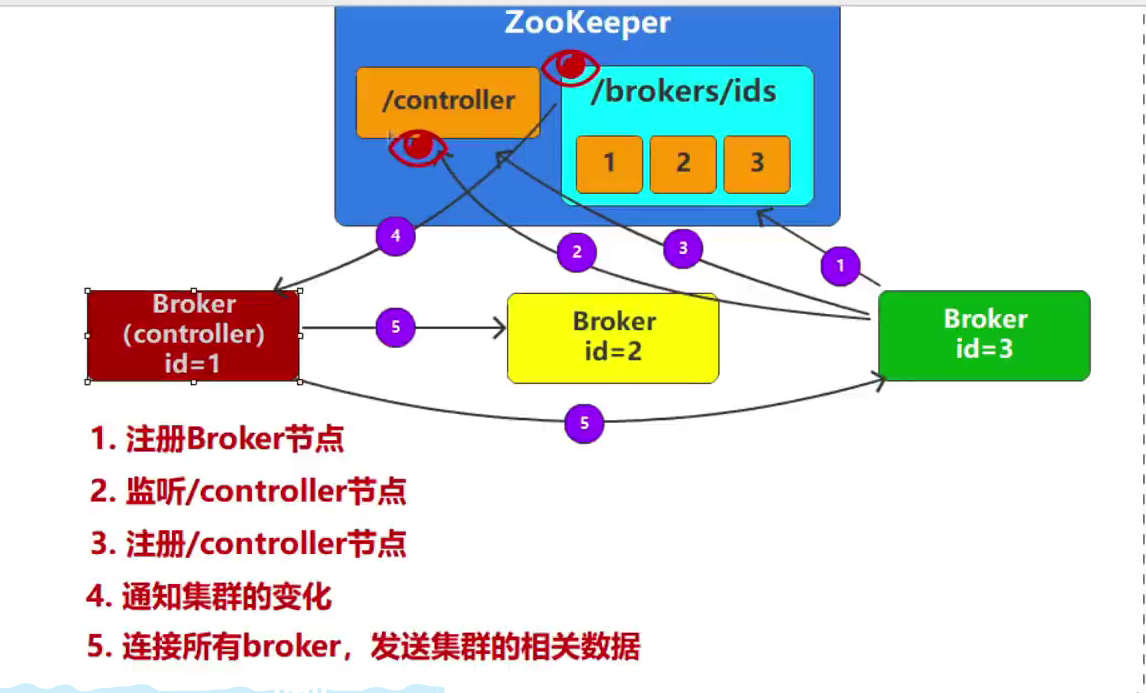 ZooKeeper
/controller
/brokers/ids
1
2
3
4
2
3
1
Broker
(controller)
id=1
5
Broker
id=2
Broker
id=3
5
1. 注册Broker节点
2. 监听/controller节点
3. 注册/controller节点
4. 通知集群的变化
5. 连接所有broker，发送集群的相关数据